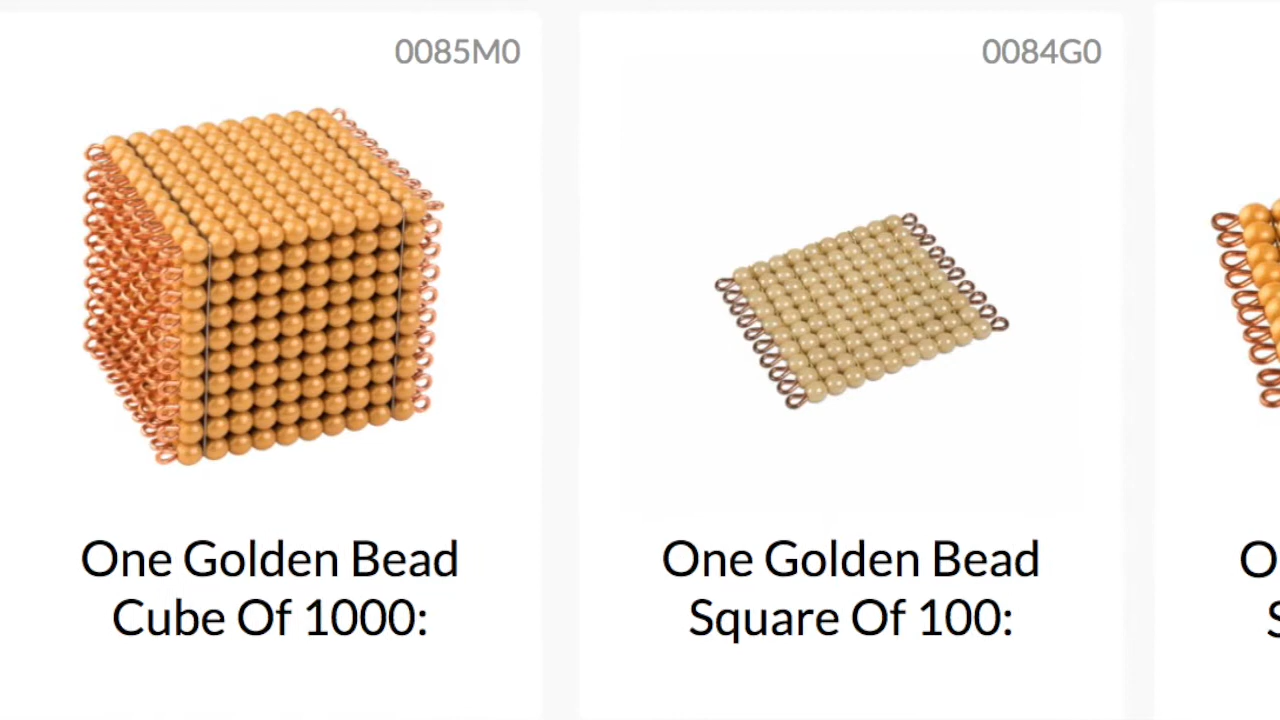 0085M0
One Golden Bead
Cube Of 1000:
0084G0
One Golden Bead
Square Of 100: